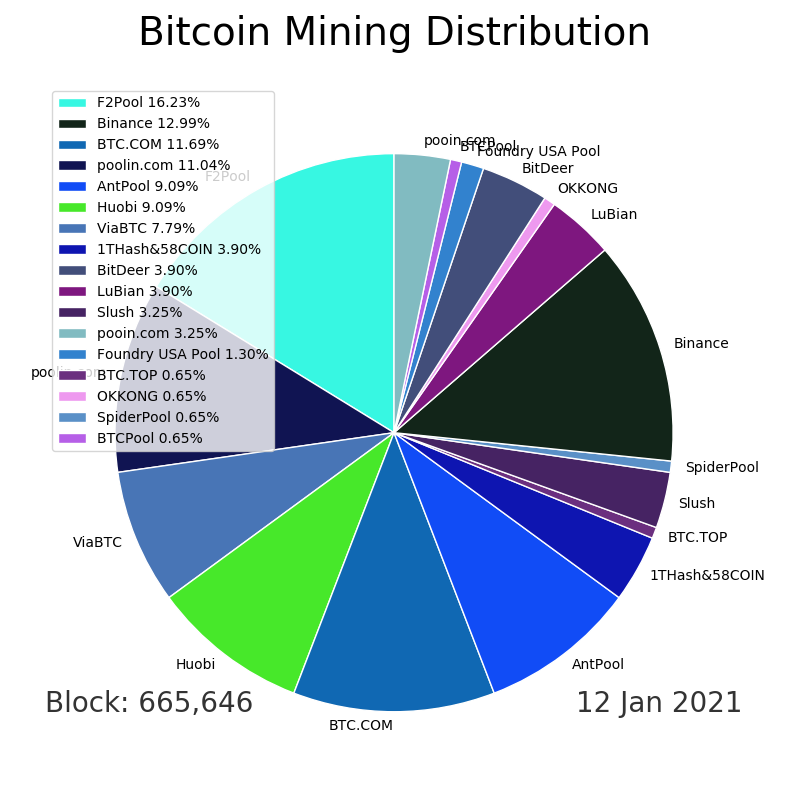 Bitcoin Mining Distribution
F2Pool 16.23%
Binance 12.99%
BTC.COM 11.69%
poolin.com 11.04%
AntPool 9.09%
Huobi 9.09%
ViaBTC 7.79%
1THash&58COIN 3.90%
BitDeer 3.90%
LuBian 3.90%
Slush 3.25%
pooin.com 3.25%
Foundry USA Pool 1.30%
BTC.TOP 0.65%
OKKONG 0.65%
SpiderPool 0.65%
BTCPool 0.65%
pooin.com
BTCPool
Foundry USA Pool
BitDeer
OKKONG
LuBian
F2Pool
Binance
poolin.com
SpiderPool
Slush
BTC.TOP
ViaBTC
1THash&58COIN
Huobi
AntPool
BTC.COM
Block: 665,646
12 Jan 2021